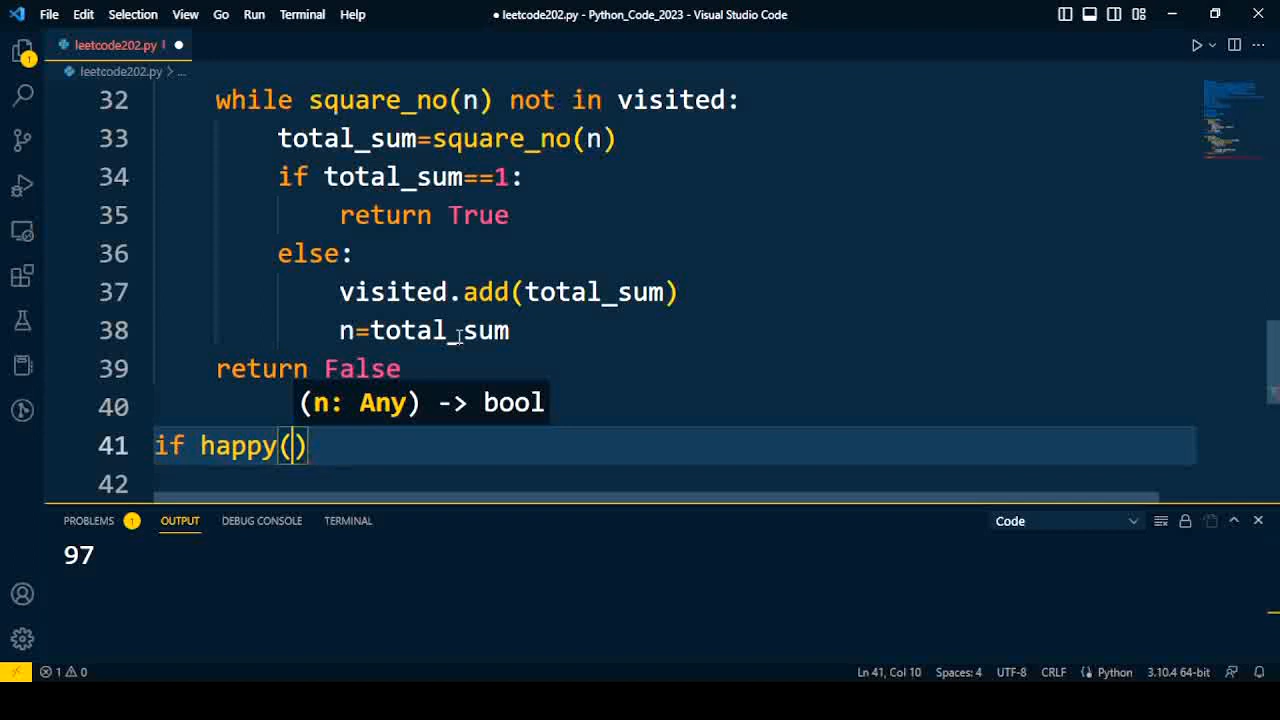 File Edit Selection View Go Run Terminal Help
● leetcode202.py - Python_Code_2023 - Visual Studio Code
leetcode202.py 1 ●
leetcode202.py > ...
32 while square_no(n) not in visited:
33 total_sum=square_no(n)
34 if total_sum==1:
35 return True
36 else:
37 visited.add(total_sum)
38 n=total_sum
39 return False
(n: Any) -> bool
40
41 if happy()
42
PROBLEMS 1 OUTPUT DEBUG CONSOLE TERMINAL
Code
97
1 0
Ln 41, Col 10 Spaces: 4 UTF-8 CRLF Python 3.10.4 64-bit
1